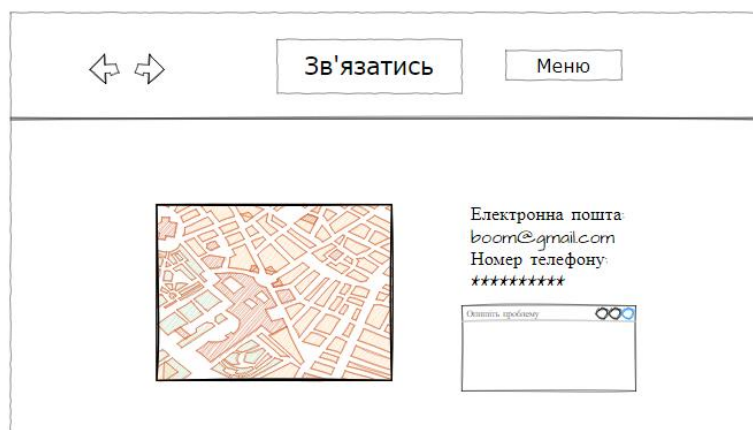 Зв'язатись
Меню
Електронна пошта:
boom@gmail.com
Номер телефону:
**********
Опишіть проблему